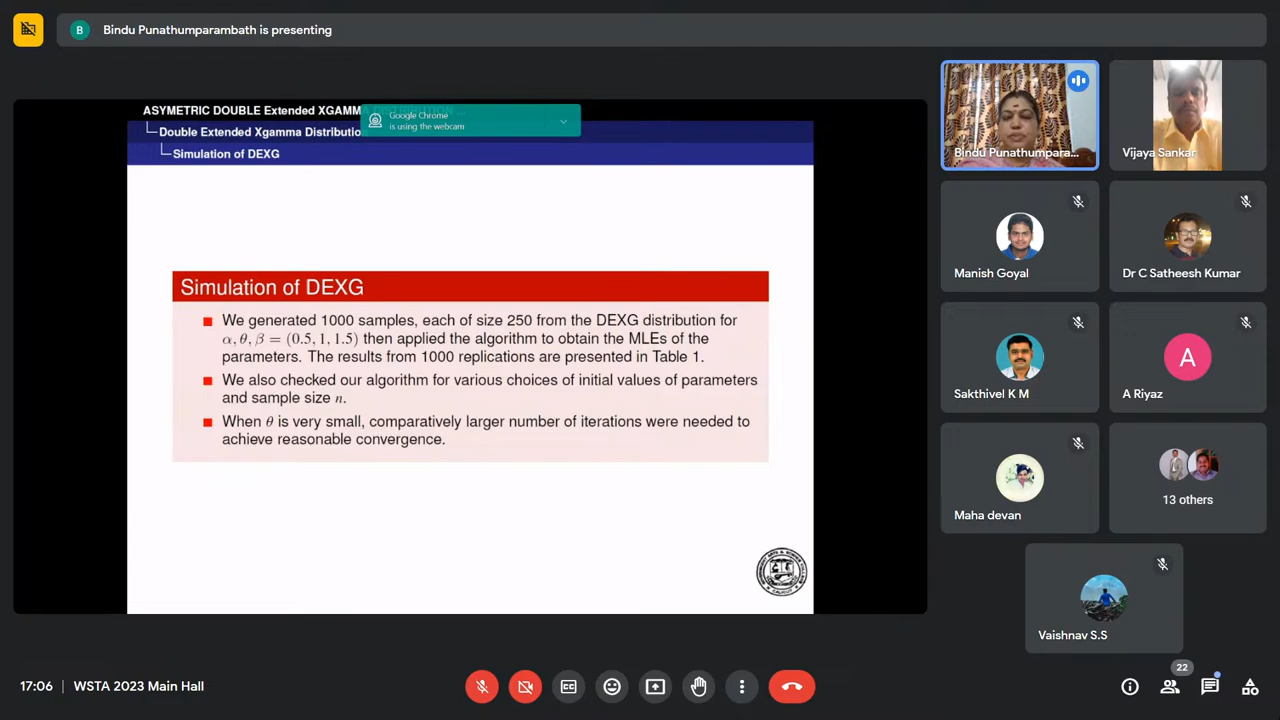 B Bindu Punathumparambath is presenting
ASYMETRIC DOUBLE Extended XGAMMA DISTRIBUTION
Google Chrome
is using the webcam
Double Extended Xgamma Distribution
Simulation of DEXG
Simulation of DEXG
We generated 1000 samples, each of size 250 from the DEXG distribution for
α, θ, β = (0.5, 1, 1.5) then applied the algorithm to obtain the MLEs of the
parameters. The results from 1000 replications are presented in Table 1.
We also checked our algorithm for various choices of initial values of parameters
and sample size n.
When θ is very small, comparatively larger number of iterations were needed to
achieve reasonable convergence.
Bindu Punathumpara...
Vijaya Sankar
Manish Goyal
Dr C Satheesh Kumar
Sakthivel K M
A
A Riyaz
Maha devan
13 others
Vaishnav S.S
17:06 | WSTA 2023 Main Hall
22